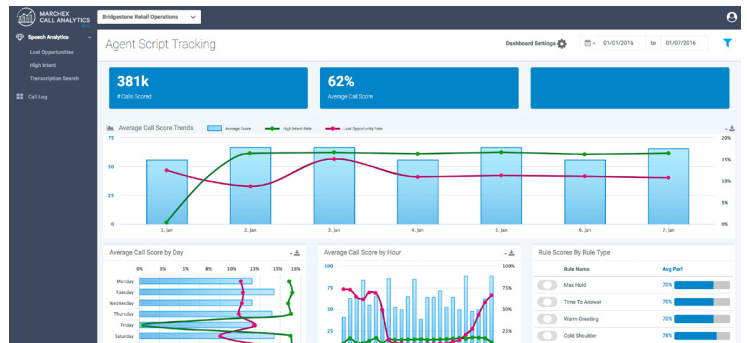 MARCHEX
CALL ANALYTICS
Bridgestone Retail Operations
Speech Analytics
Lost Opportunities
High Intent
Transcription Search
Call Log
Agent Script Tracking
Dashboard Settings
01/01/2016 to 01/07/2016
381k
# Calls Scored
62%
Average Call Score
Average Call Score Trends
Average Score
High Intent Rate
Lost Opportunity Rate
75 20%
15%
50
10%
25
5%
0 0%
1. Jan 2. Jan 3. Jan 4. Jan 5. Jan 6. Jan 7. Jan
Average Call Score by Day
0% 3% 5% 8% 10% 13% 15% 18%
Monday
Tuesday
Wednesday
Thursday
Friday
Saturday
Average Call Score by Hour
100 100%
75 75%
50 50%
25 25%
Rule Scores By Rule Type
Rule Name Avg Perf
Max Hold 70%
Time To Answer 70%
Warm Greeting 70%
Cold Shoulder 74%